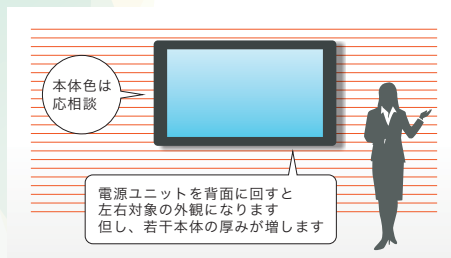 本体色は
応相談
電源ユニットを背面に回すと
左右対象の外観になります
但し、若干本体の厚みが増します